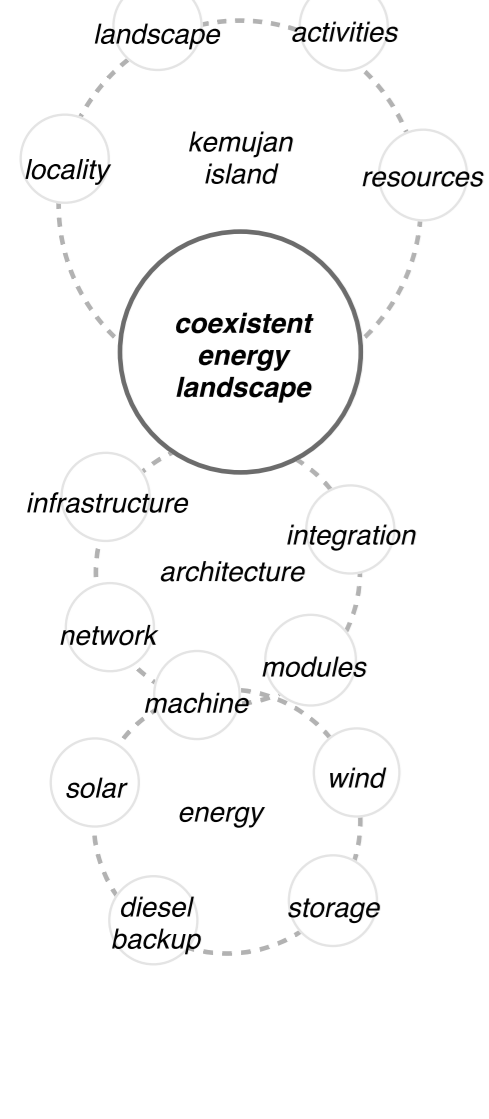 landscape
activities
kemujan
island
locality
resources
coexistent
energy
landscape
infrastructure
integration
architecture
network
modules
machine
solar
wind
energy
diesel
backup
storage